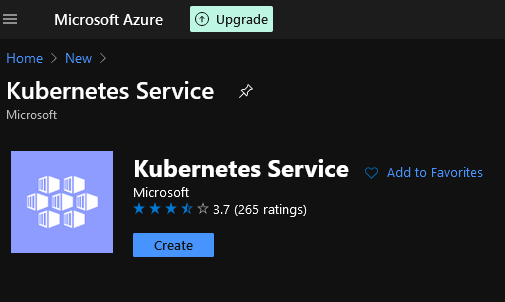 Microsoft Azure
Upgrade
Home
New
Kubernetes Service
Microsoft
Kubernetes Service
Add to Favorites
Microsoft
3.7 (265 ratings)
Create